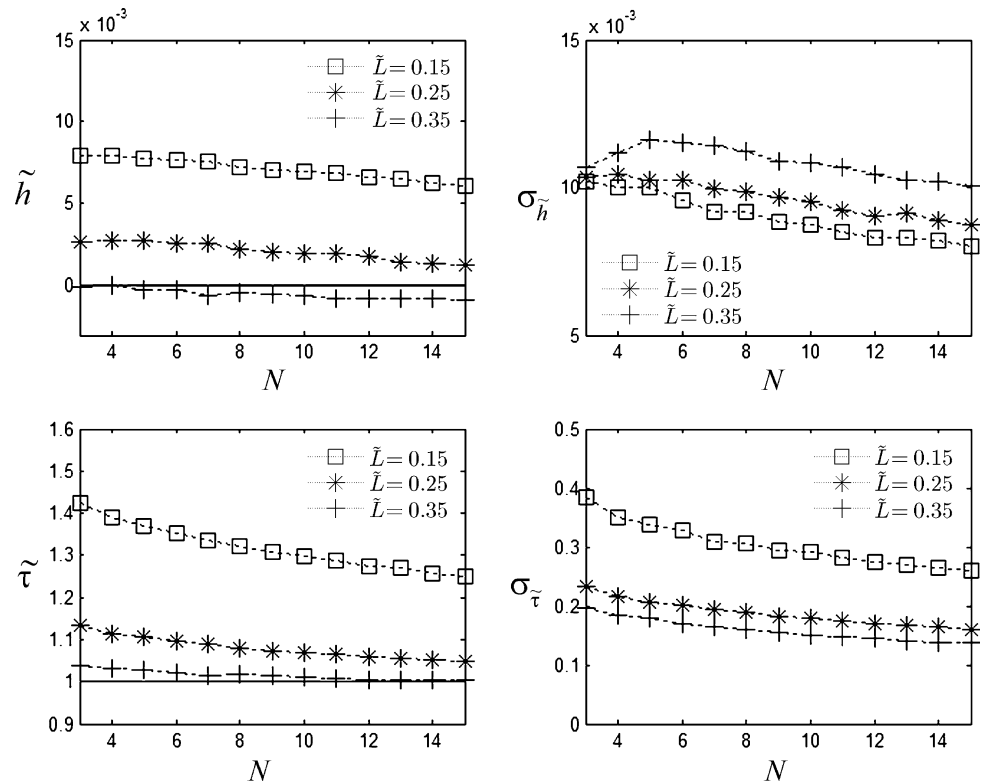 x 10⁻³
15
10
5
0
h̃
4 6 8 10 12 14
N
L̃ = 0.15
L̃ = 0.25
L̃ = 0.35
x 10⁻³
15
10
5
σh̃
4 6 8 10 12 14
N
L̃ = 0.15
L̃ = 0.25
L̃ = 0.35
1.6
1.5
1.4
1.3
1.2
1.1
1
0.9
τ̃
4 6 8 10 12 14
N
L̃ = 0.15
L̃ = 0.25
L̃ = 0.35
0.5
0.4
0.3
0.2
0.1
0
στ̃
4 6 8 10 12 14
N
L̃ = 0.15
L̃ = 0.25
L̃ = 0.35